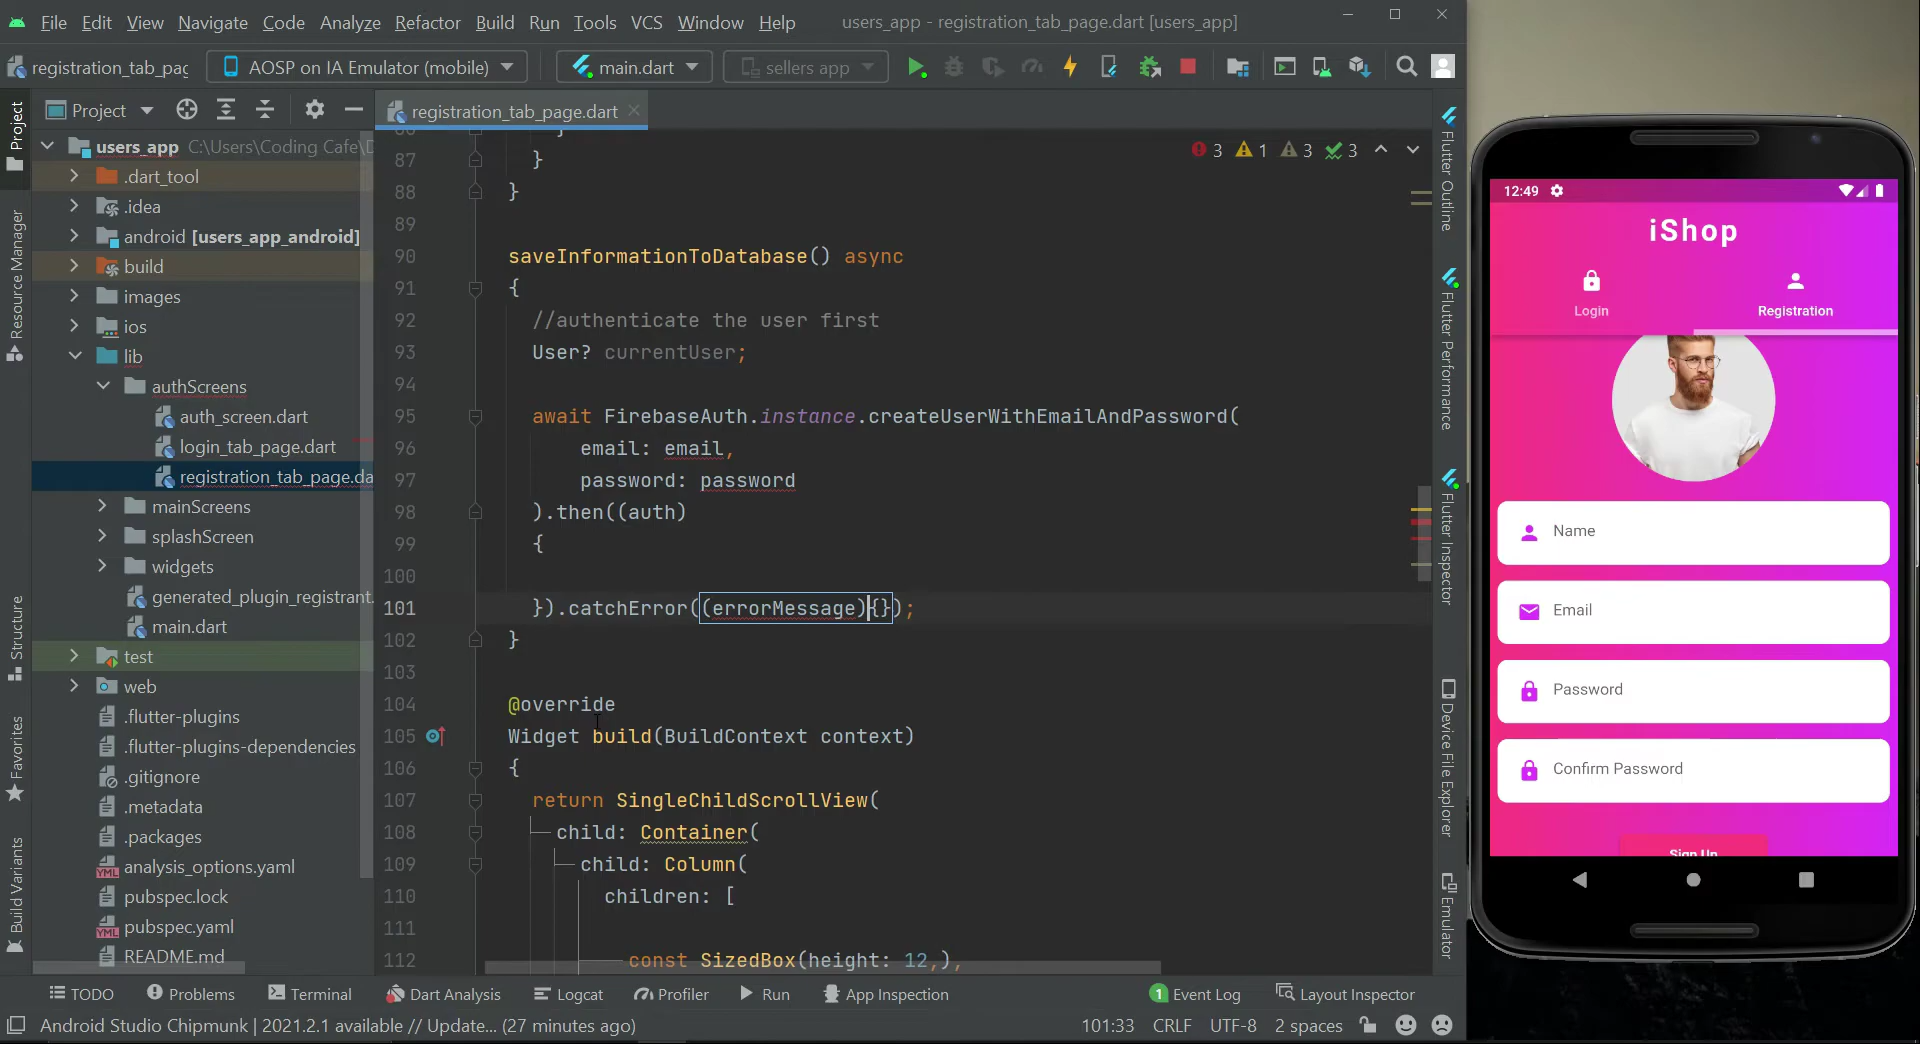 File Edit View Navigate Code Analyze Refactor Build Run Tools VCS Window Help users_app - registration_tab_page.dart [users_app]
registration_tab_pag AOSP on IA Emulator (mobile) main.dart sellers app
Project registration_tab_page.dart
users_app C:\Users\Coding Cafe\D
.dart_tool
.idea
android [users_app_android]
build
images
ios
lib
authScreens
auth_screen.dart
login_tab_page.dart
registration_tab_page.da
mainScreens
splashScreen
widgets
generated_plugin_registrant.
main.dart
test
web
.flutter-plugins
.flutter-plugins-dependencies
.gitignore
.metadata
.packages
analysis_options.yaml
pubspec.lock
pubspec.yaml
README.md
Project
Resource Manager
Structure
Favorites
Build Variants
3 1 3 3
87 }
88 }
89
90 saveInformationToDatabase() async
91 {
92 //authenticate the user first
93 User? currentUser;
94
95 await FirebaseAuth.instance.createUserWithEmailAndPassword(
96 email: email,
97 password: password
98 ).then((auth)
99 {
100
101 }).catchError((errorMessage){});
102 }
103
104 @override
105 Widget build(BuildContext context)
106 {
107 return SingleChildScrollView(
108 child: Container(
109 child: Column(
110 children: [
111
112 const SizedBox(height: 12,),
Flutter Outline
Flutter Performance
Flutter Inspector
Device File Explorer
Emulator
TODO Problems Terminal Dart Analysis Logcat Profiler Run App Inspection 1 Event Log Layout Inspector
Android Studio Chipmunk | 2021.2.1 available // Update... (27 minutes ago) 101:33 CRLF UTF-8 2 spaces
12:49
iShop
Login Registration
Name
Email
Password
Confirm Password
Sign Up